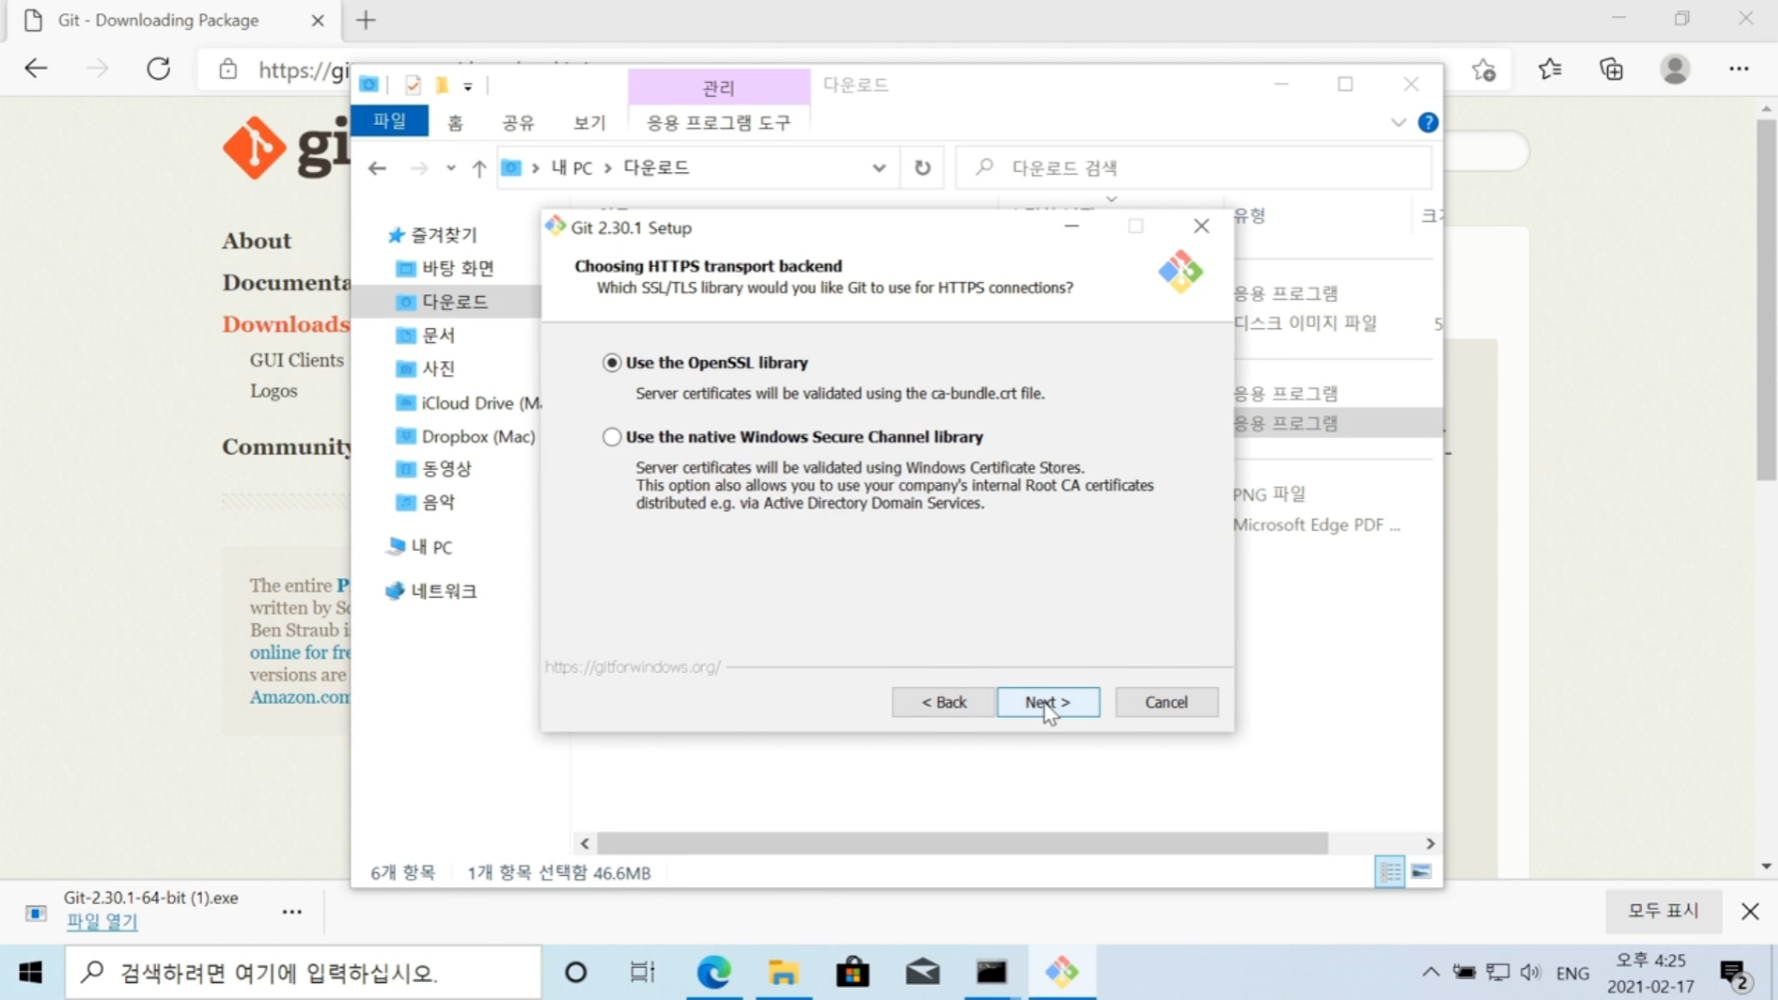 Git - Downloading Package
https://gi
관리
다운로드
파일
홈
공유
보기
응용 프로그램 도구
내 PC
다운로드
다운로드 검색
gi
About
Documenta
Downloads
GUI Clients
Logos
Community
The entire P
written by Sc
Ben Straub i
online for fre
versions are
Amazon.com
즐겨찾기
바탕 화면
다운로드
문서
사진
iCloud Drive (Ma
Dropbox (Mac)
동영상
음악
내 PC
네트워크
유형
크기
응용 프로그램
디스크 이미지 파일
5
응용 프로그램
응용 프로그램
PNG 파일
Microsoft Edge PDF ...
Git 2.30.1 Setup
Choosing HTTPS transport backend
Which SSL/TLS library would you like Git to use for HTTPS connections?
Use the OpenSSL library
Server certificates will be validated using the ca-bundle.crt file.
Use the native Windows Secure Channel library
Server certificates will be validated using Windows Certificate Stores.
This option also allows you to use your company's internal Root CA certificates
distributed e.g. via Active Directory Domain Services.
https://gitforwindows.org/
< Back
Next >
Cancel
6개 항목
1개 항목 선택함 46.6MB
Git-2.30.1-64-bit (1).exe
파일 열기
모두 표시
검색하려면 여기에 입력하십시오.
ENG
오후 4:25
2021-02-17
2